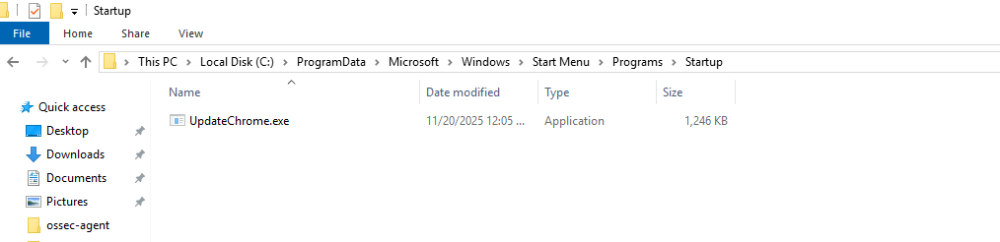 Startup
File Home Share View
This PC Local Disk (C:) ProgramData Microsoft Windows Start Menu Programs Startup
Name Date modified Type Size
Quick access
UpdateChrome.exe 11/20/2025 12:05 ... Application 1,246 KB
Desktop
Downloads
Documents
Pictures
ossec-agent